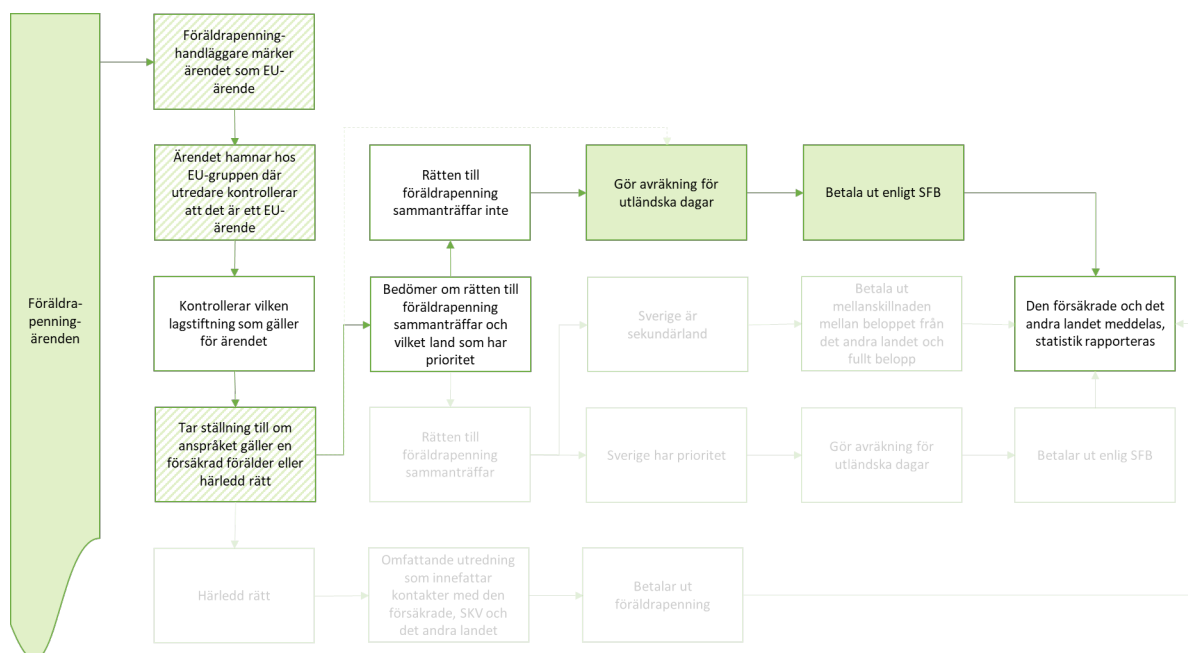 Föräldra-
penning-
ärenden
Föräldrapenning-
handläggare märker
ärendet som EU-
ärende
Ärendet hamnar hos
EU-gruppen där
utredare kontrollerar
att det är ett EU-
ärende
Kontrollerar vilken
lagstiftning som gäller
för ärendet
Tar ställning till om
anspråket gäller en
försäkrad förälder eller
härledd rätt
Rätten till
föräldrapenning
sammanträffar inte
Gör avräkning för
utländska dagar
Betala ut enligt SFB
Bedömer om rätten till
föräldrapenning
sammanträffar och
vilket land som har
prioritet
Sverige är
sekundärland
Betala ut
mellanskillnaden
mellan beloppet från
det andra landet och
fullt belopp
Den försäkrade och det
andra landet meddelas,
statistik rapporteras
Rätten till
föräldrapenning
sammanträffar
Sverige har prioritet
Gör avräkning för
utländska dagar
Betalar ut enlig SFB
Härledd rätt
Omfattande utredning
som innefattar
kontakter med den
försäkrade, SKV och
det andra landet
Betalar ut
föräldrapenning